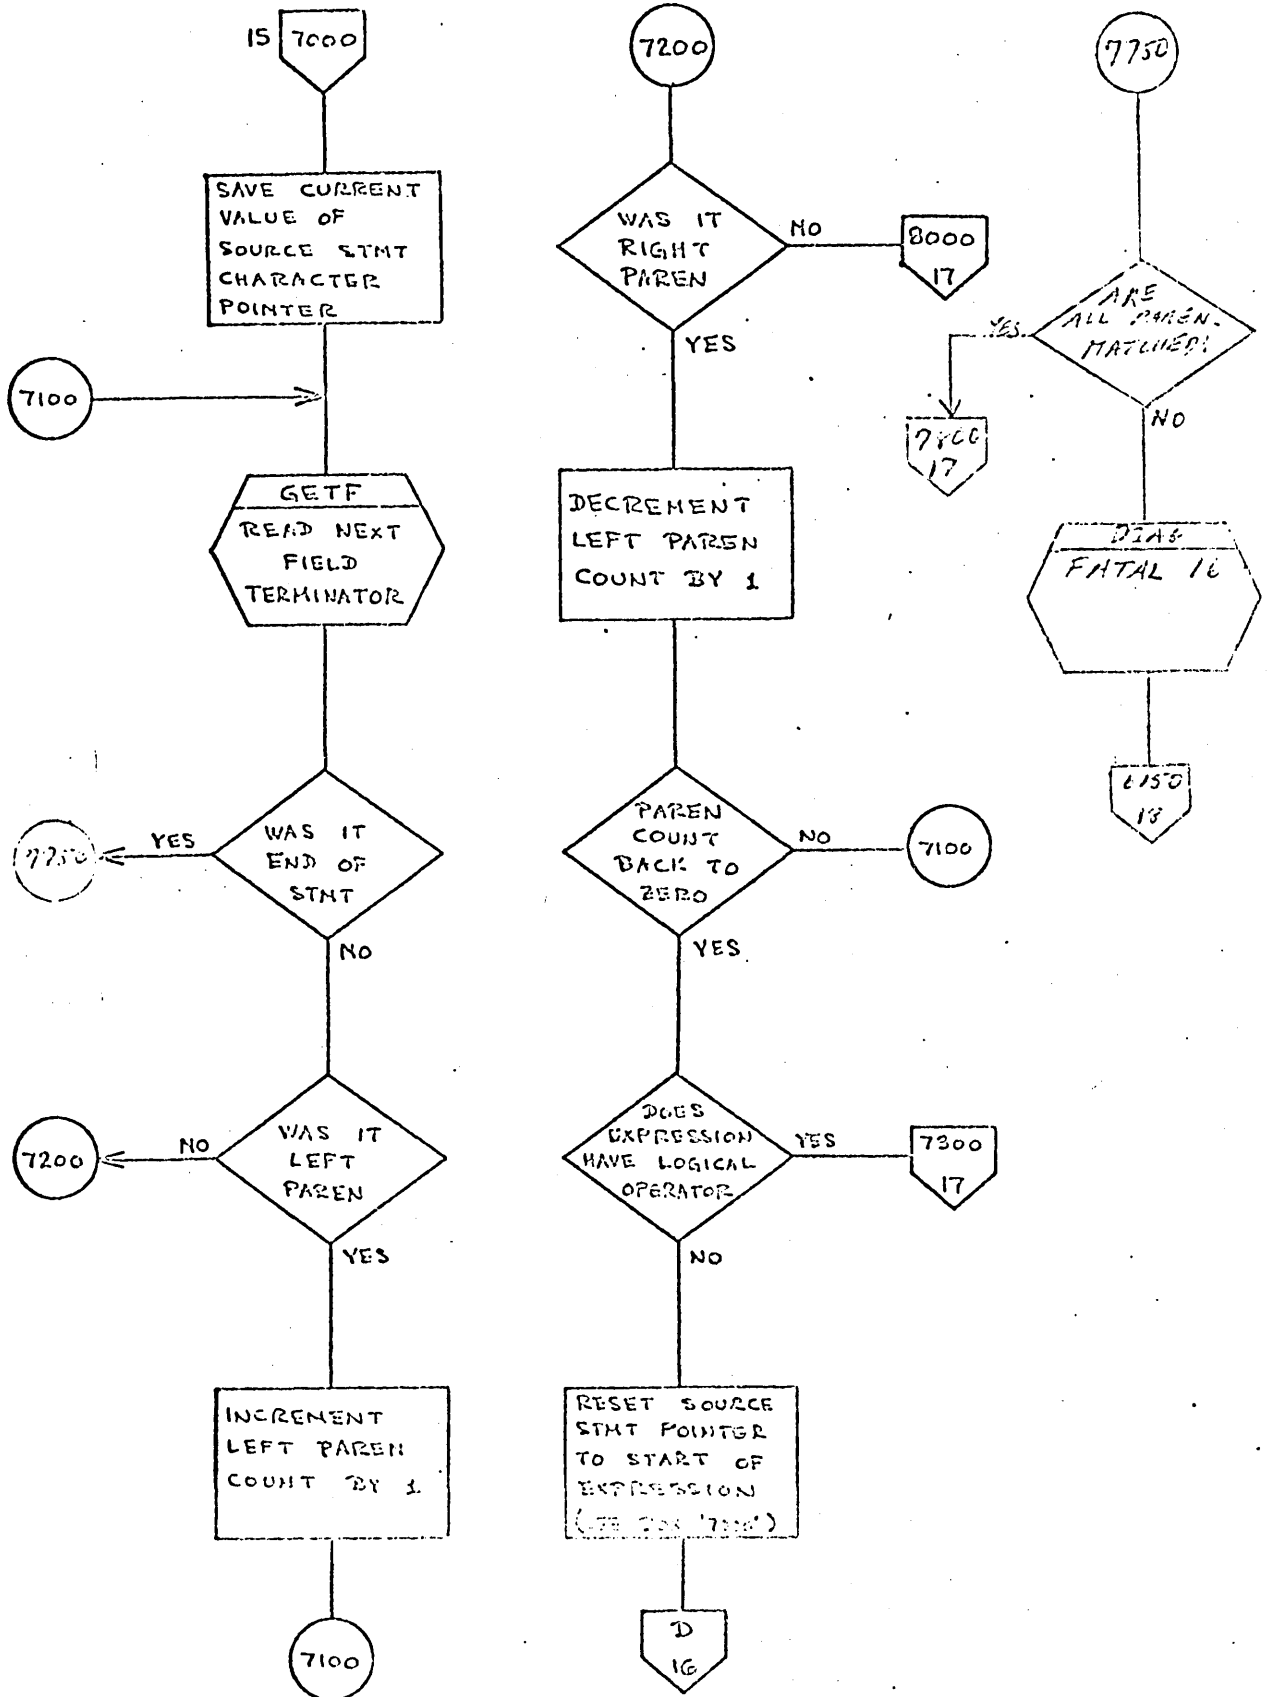 15 7000
SAVE CURRENT
VALUE OF
SOURCE STMT
CHARACTER
POINTER
7100
GETF
READ NEXT
FIELD
TERMINATOR
WAS IT
END OF
STMT
YES
7750
NO
WAS IT
LEFT
PAREN
NO
7200
YES
INCREMENT
LEFT PAREN
COUNT BY 1
7100
7200
WAS IT
RIGHT
PAREN
NO
8000
17
YES
DECREMENT
LEFT PAREN
COUNT BY 1
PAREN
COUNT
BACK TO
ZERO
NO
7100
YES
DOES
EXPRESSION
HAVE LOGICAL
OPERATOR
YES
7300
17
NO
RESET SOURCE
STMT POINTER
TO START OF
EXPRESSION
D
16
7750
ARE
ALL PAREN.
MATCHED?
YES
17
NO
DIAG
FATAL
18